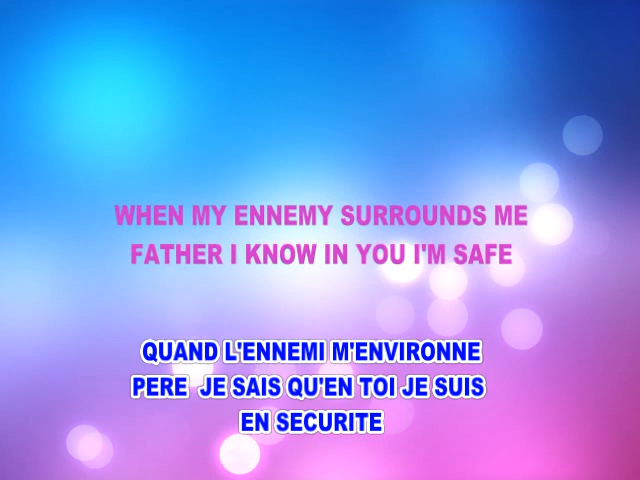 WHEN MY ENNEMY SURROUNDS ME
FATHER I KNOW IN YOU I'M SAFE
QUAND L'ENNEMI M'ENVIRONNE
PERE JE SAIS QU'EN TOI JE SUIS
EN SECURITE